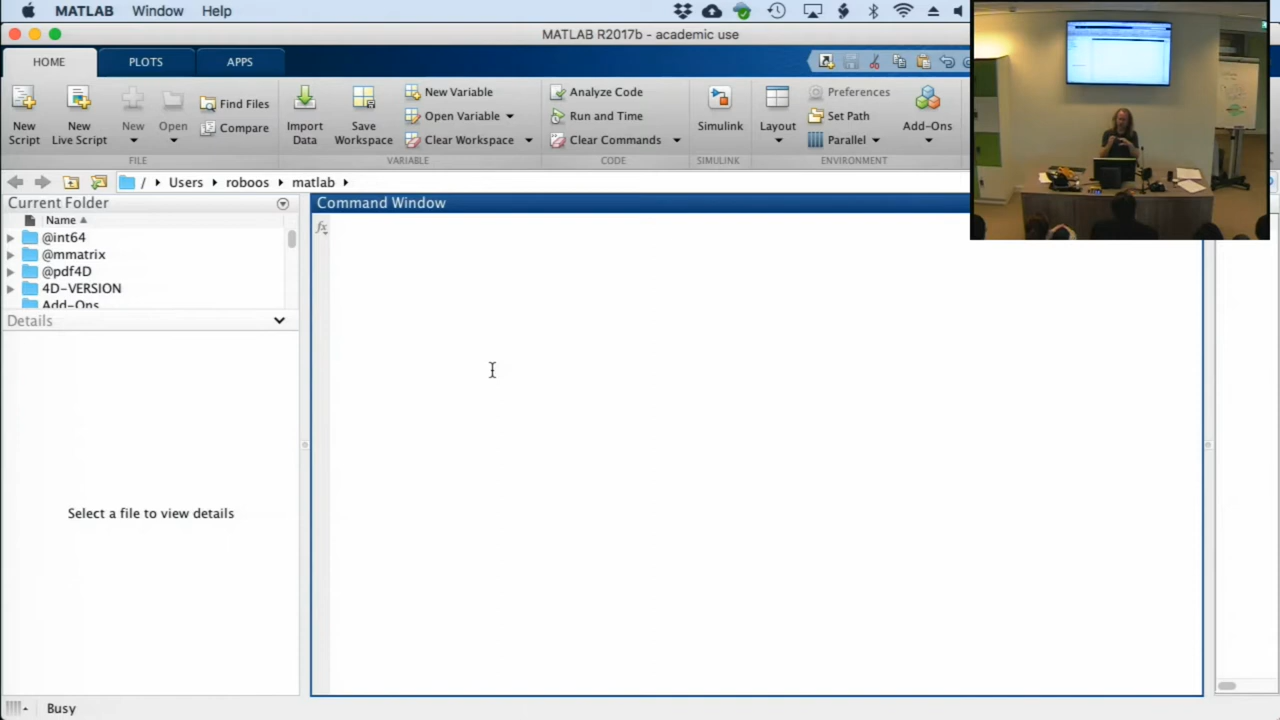 MATLAB Window Help
MATLAB R2017b - academic use
HOME PLOTS APPS
New Script
New Live Script
New
Open
Find Files
Compare
FILE
Import Data
Save Workspace
New Variable
Open Variable
Clear Workspace
VARIABLE
Analyze Code
Run and Time
Clear Commands
CODE
Simulink
SIMULINK
Layout
Preferences
Set Path
Parallel
Add-Ons
ENVIRONMENT
/ Users roboos matlab
Current Folder
Name
@int64
@mmatrix
@pdf4D
4D-VERSION
Add-Ons
Details
Select a file to view details
Command Window
fx
Busy